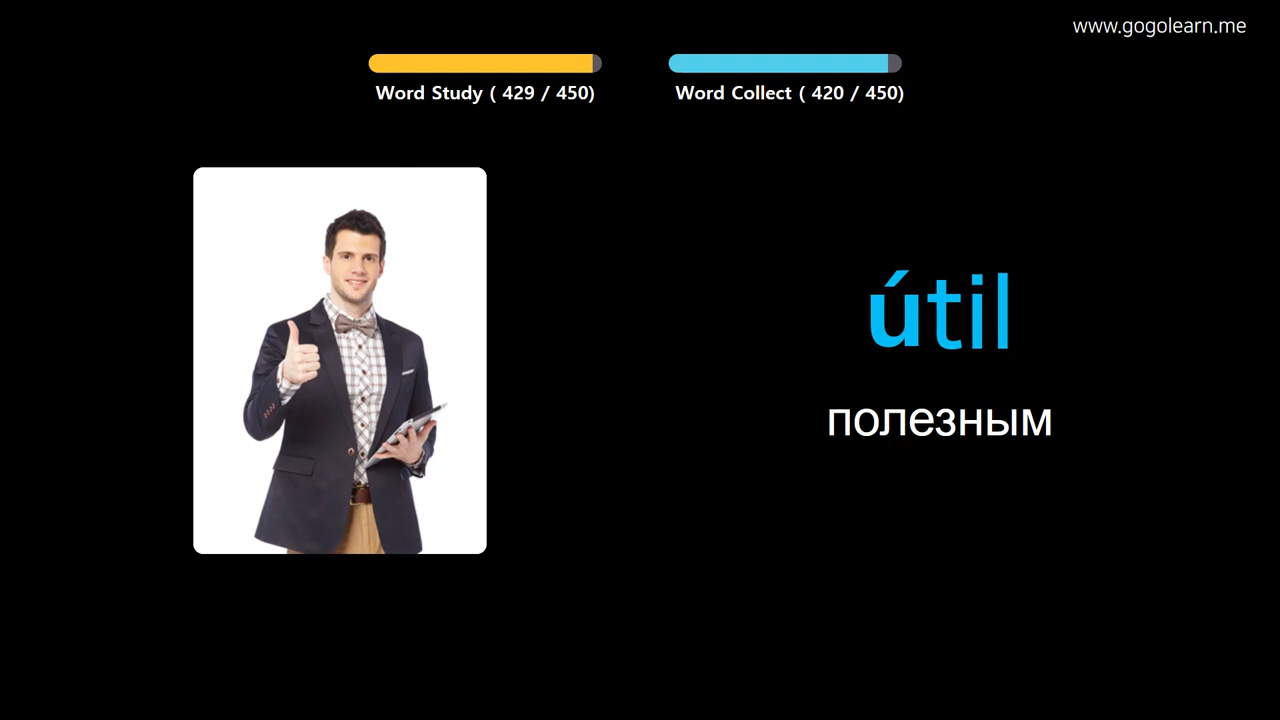 www.gogolearn.me
Word Study ( 429 / 450)
Word Collect ( 420 / 450)
útil
полезным